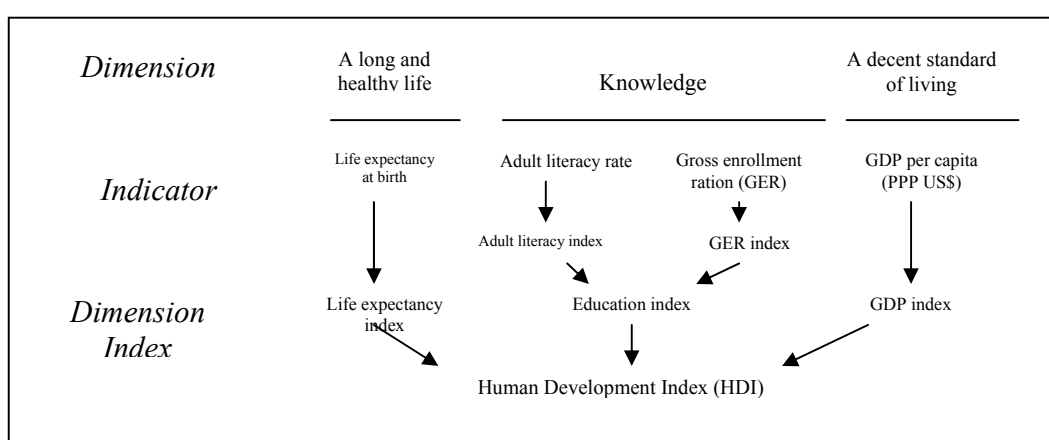 Dimension
A long and
healthy life
Knowledge
A decent standard
of living
Indicator
Life expectancy
at birth
Adult literacy rate
Gross enrollment
ration (GER)
GDP per capita
(PPP US$)
Adult literacy index
GER index
Dimension
Index
Life expectancy
index
Education index
GDP index
Human Development Index (HDI)